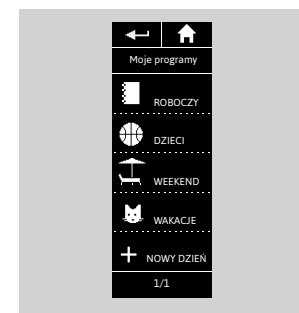 Moje programy
ROBOCZY
DZIECI
WEEKEND
WAKACJE
NOWY DZIEŃ
1/1